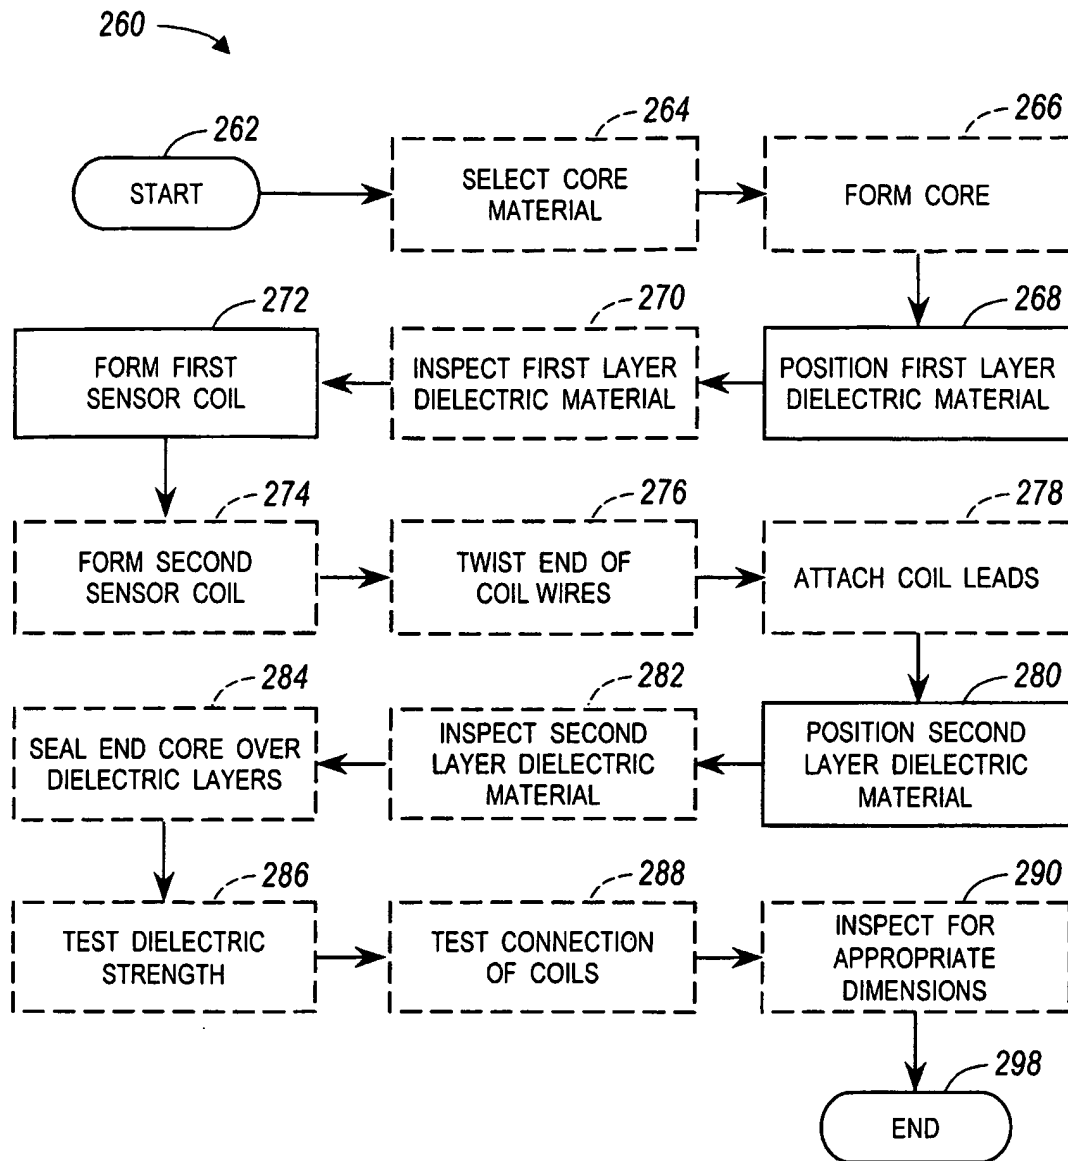 260
262
START
264
SELECT CORE
MATERIAL
266
FORM CORE
268
POSITION FIRST LAYER
DIELECTRIC MATERIAL
270
INSPECT FIRST LAYER
DIELECTRIC MATERIAL
272
FORM FIRST
SENSOR COIL
274
FORM SECOND
SENSOR COIL
276
TWIST END OF
COIL WIRES
278
ATTACH COIL LEADS
280
POSITION SECOND
LAYER DIELECTRIC
MATERIAL
282
INSPECT SECOND
LAYER DIELECTRIC
MATERIAL
284
SEAL END CORE OVER
DIELECTRIC LAYERS
286
TEST DIELECTRIC
STRENGTH
288
TEST CONNECTION
OF COILS
290
INSPECT FOR
APPROPRIATE
DIMENSIONS
298
END